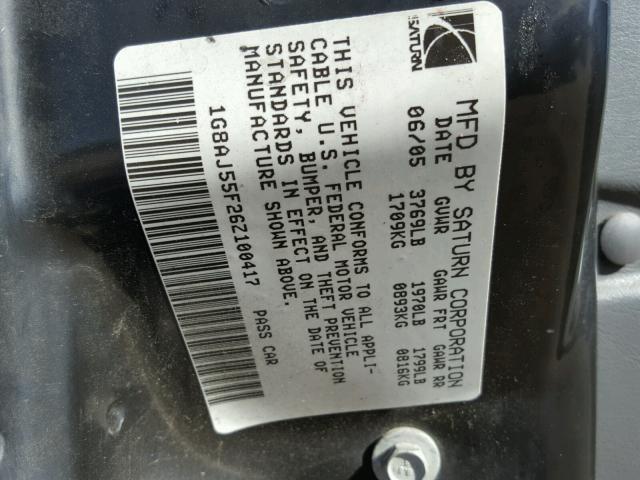 SATURN
MFD BY SATURN CORPORATION
DATE GVWR GAWR FRT GAWR RR
06/05 3769LB 1970LB 1799LB
1709KG 0893KG 0816KG
THIS VEHICLE CONFORMS TO ALL APPLI-
CABLE U.S. FEDERAL MOTOR VEHICLE
SAFETY, BUMPER, AND THEFT PREVENTION
STANDARDS IN EFFECT ON THE DATE OF
MANUFACTURE SHOWN ABOVE.
1G8AJ55F26Z100417 PASS CAR